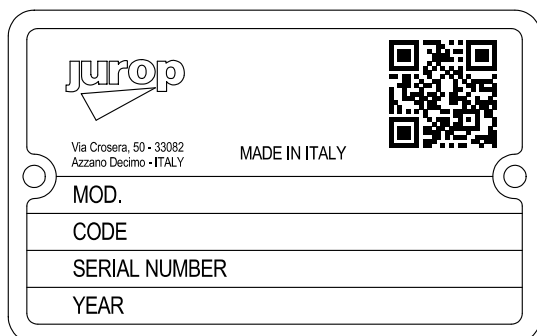 jurop
Via Crosera, 50 - 33082
Azzano Decimo - ITALY
MADE IN ITALY
MOD.
CODE
SERIAL NUMBER
YEAR